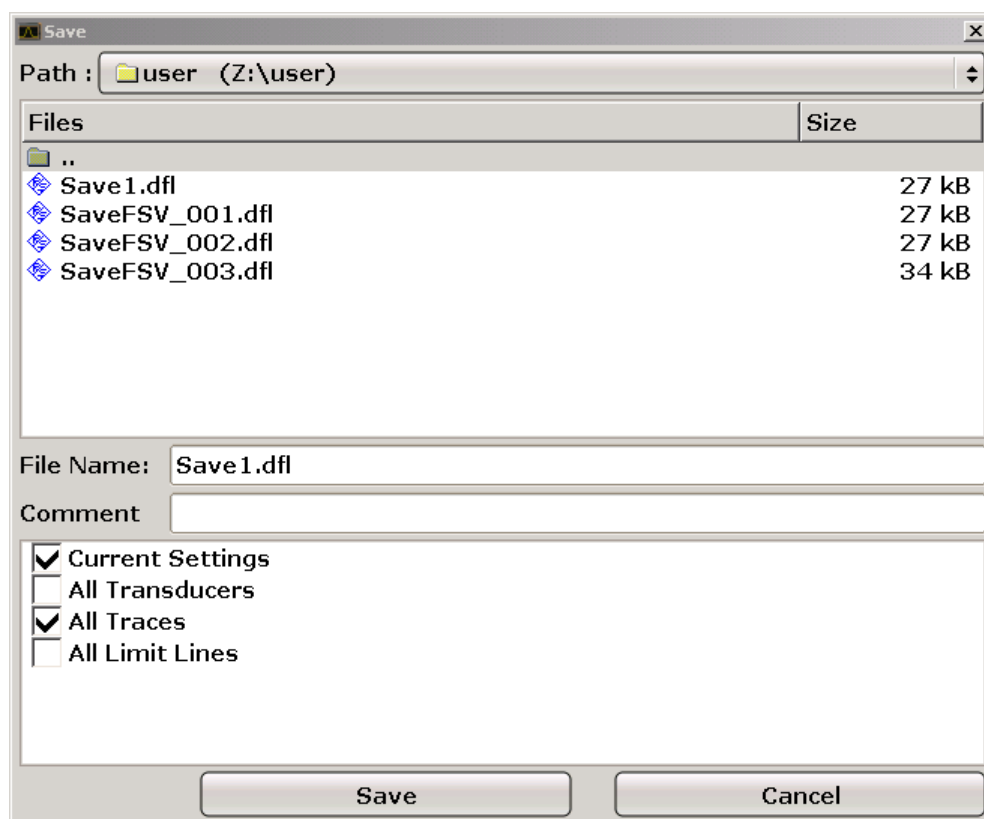 Save
Path : user (Z:\user)
Files Size
..
Save1.dfl 27 kB
SaveFSV_001.dfl 27 kB
SaveFSV_002.dfl 27 kB
SaveFSV_003.dfl 34 kB
File Name: Save1.dfl
Comment
Current Settings
All Transducers
All Traces
All Limit Lines
Save Cancel